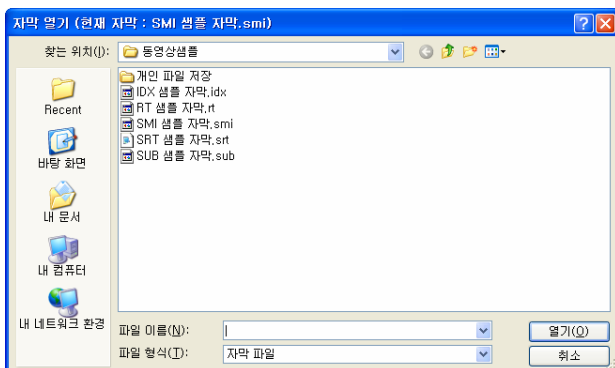 자막 열기 (현재 자막 : SMI 샘플 자막.smi)
찾는 위치(I): 동영상샘플
개인 파일 저장
IDX 샘플 자막.idx
RT 샘플 자막.rt
SMI 샘플 자막.smi
SRT 샘플 자막.srt
SUB 샘플 자막.sub
Recent
바탕 화면
내 문서
내 컴퓨터
내 네트워크 환경
파일 이름(N):
열기(O)
파일 형식(T): 자막 파일
취소